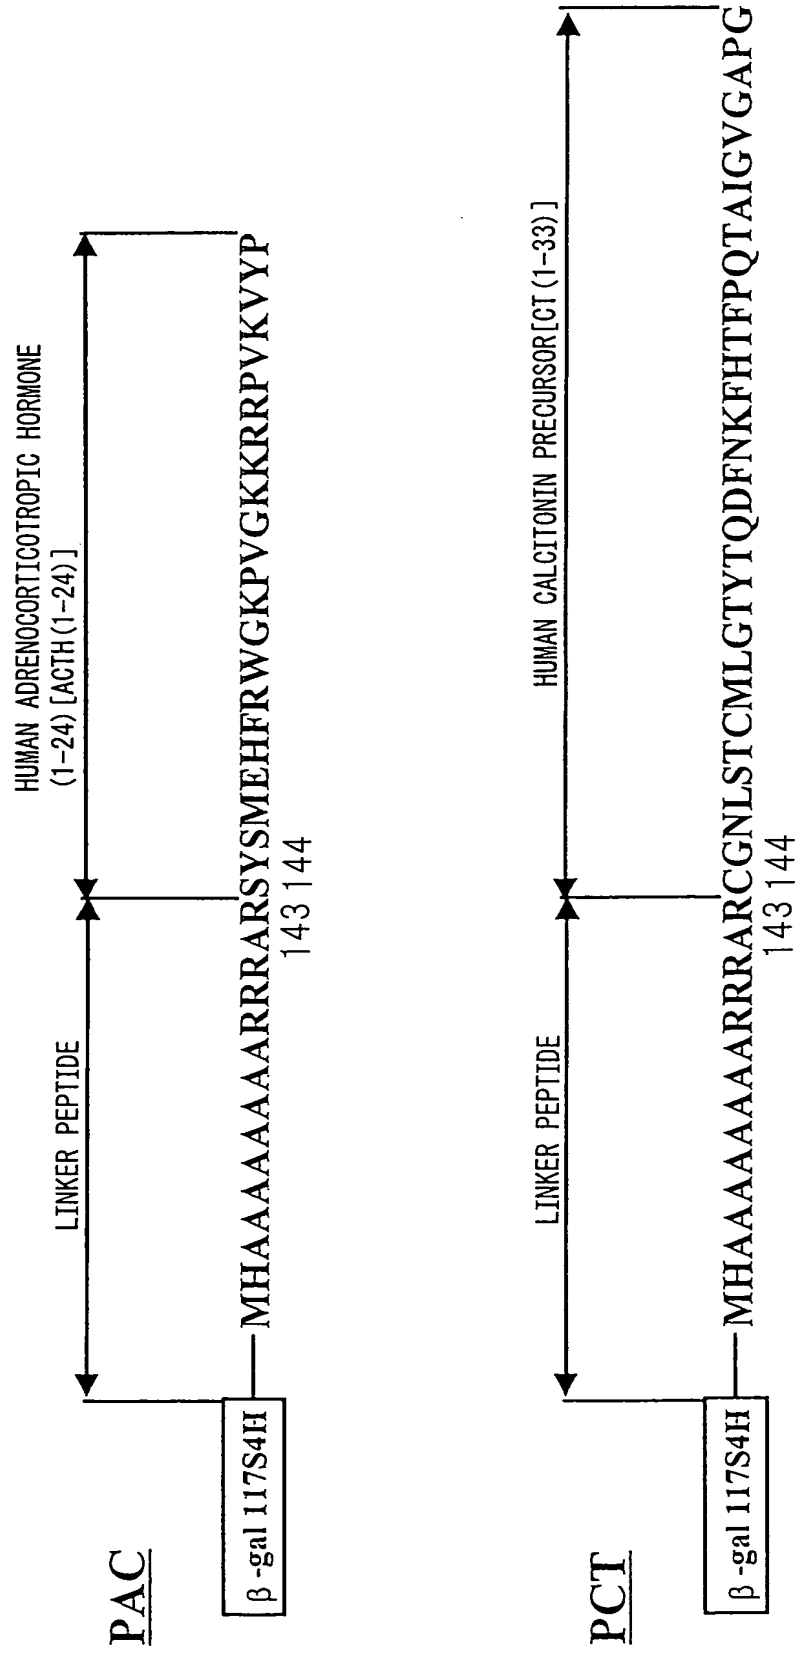 PAC
LINKER PEPTIDE
HUMAN ADRENOCORTICOTROPIC HORMONE
(1-24) [ACTH (1-24)]
β-gal 117S4H
MHAAAAAAAARRRARSYSMEHFRWGKPVGKKRRPVKVYP
143 144
PCT
LINKER PEPTIDE
HUMAN CALCITONIN PRECURSOR[CT (1-33)]
β-gal 117S4H
MHAAAAAAAARRRARCGNLSTCMLGTYTQDFNKFHTFPQTAIGVGAPG
143 144